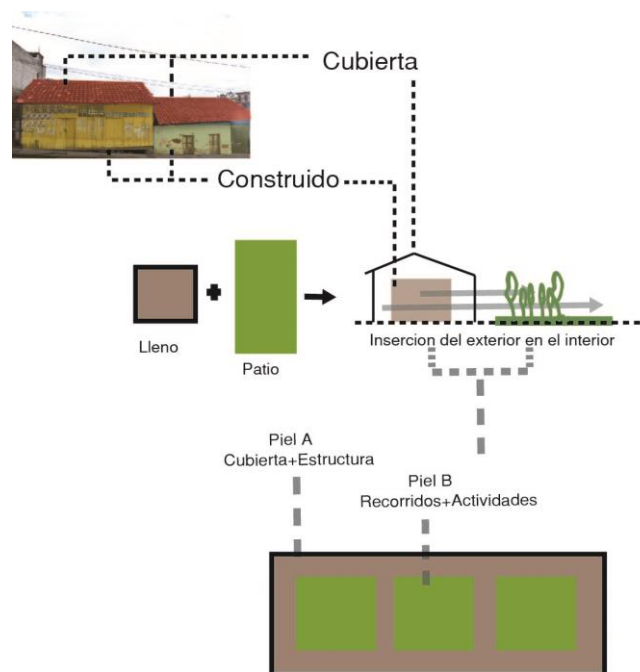 Cubierta
Construido
Lleno
Patio
Insercion del exterior en el interior
Piel A
Cubierta+Estructura
Piel B
Recorridos+Actividades